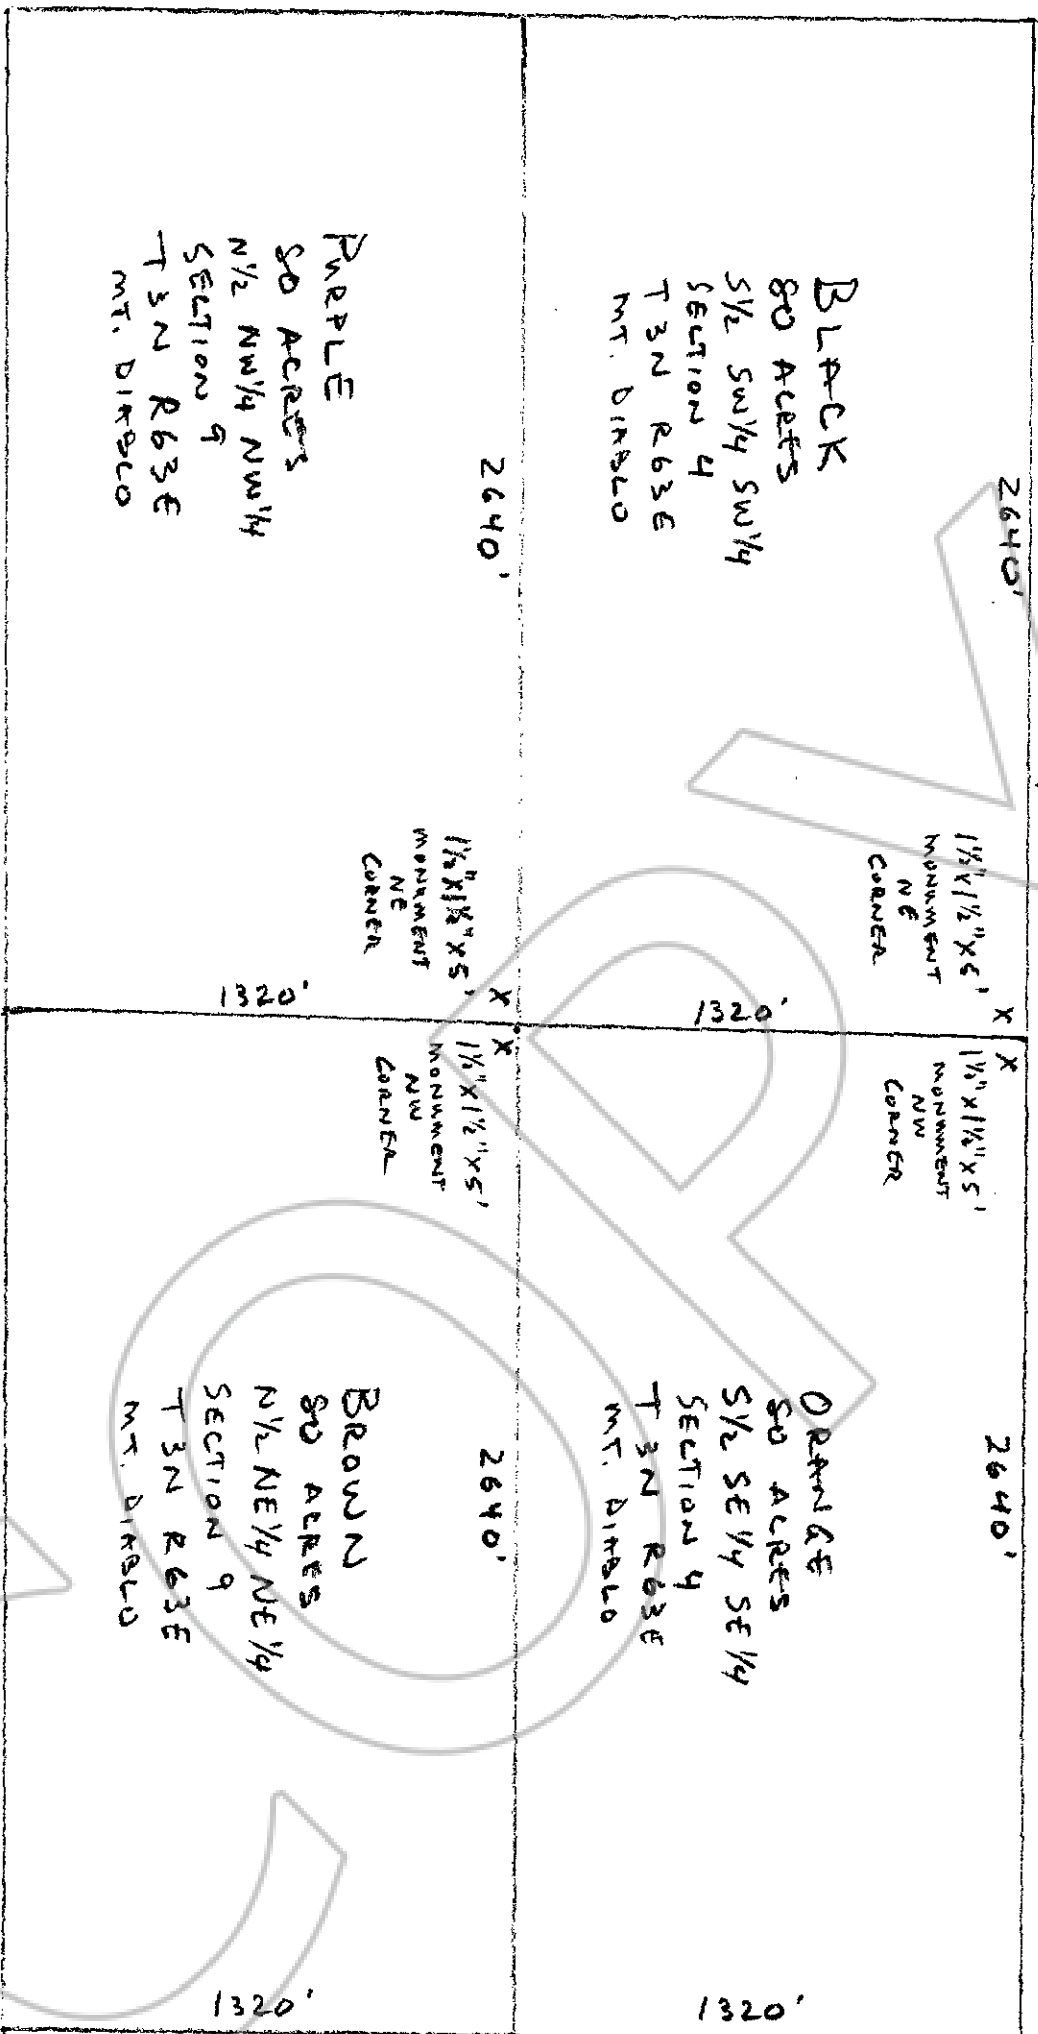 2640'
1½"x1½"x5'
MONUMENT
NE
CORNER
X
BLACK
80 ACRES
S½ SW¼ SW¼
SECTION 4
T 3N R63E
MT. DIABLO
1320'
2640'
X
1½"x1½"x5'
MONUMENT
NW
CORNER
ORANGE
80 ACRES
S½ SE¼ SE¼
SECTION 4
T 3N R63E
MT. DIABLO
1320'
2640'
1½"x1½"x5'
MONUMENT
NE
CORNER
X
PURPLE
80 ACRES
N½ NW¼ NW¼
SECTION 9
T 3N R63E
MT. DIABLO
1320'
2640'
X
1½"x1½"x5'
MONUMENT
NW
CORNER
BROWN
80 ACRES
N½ NE¼ NE¼
SECTION 9
T 3N R63E
MT. DIABLO
1320'
COPY